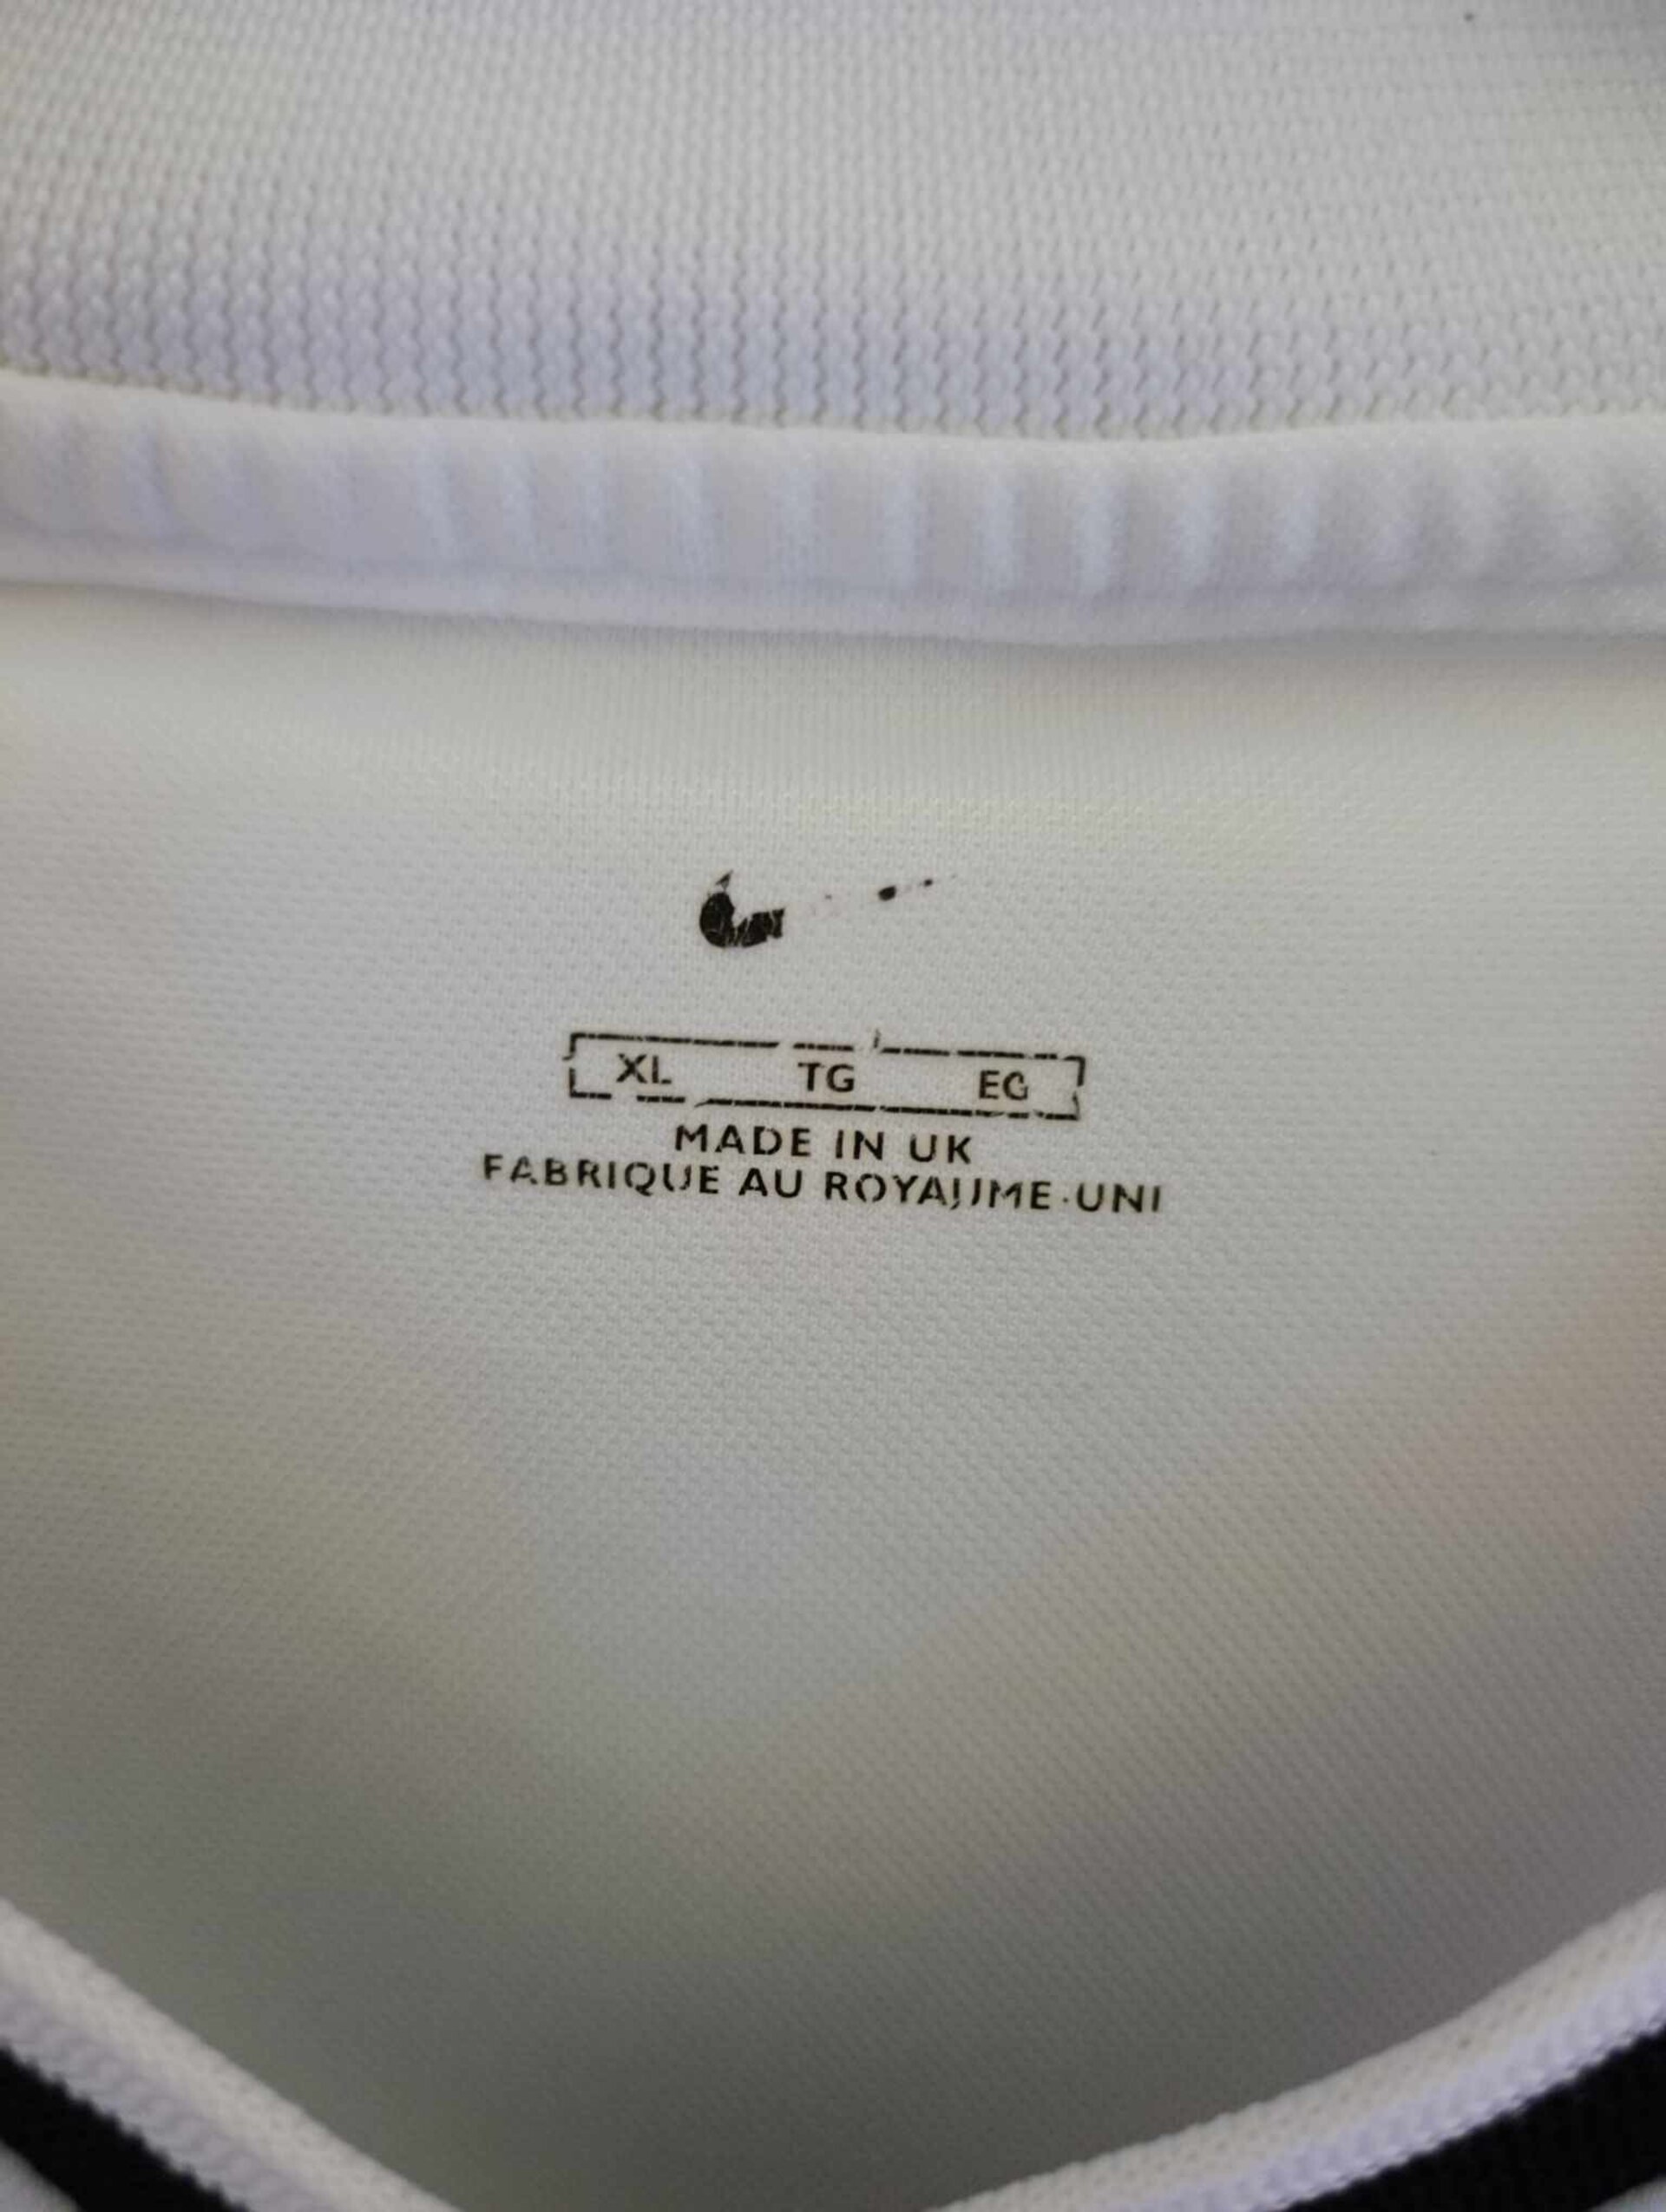 XL TG EG
MADE IN UK
FABRIQUE AU ROYAUME-UNI